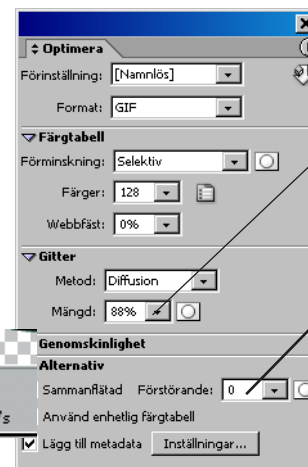 Optimera
Förinställning: [Namnlös]
Format: GIF
Färgtabell
Förminskning: Selektiv
Färger: 128
Webbfäst: 0%
Gitter
Metod: Diffusion
Mängd: 88%
Genomskinlighet
Alternativ
Sammanflätad Förstörande: 0
's
Använd enhetlig färgtabell
Lägg till metadata Inställningar...